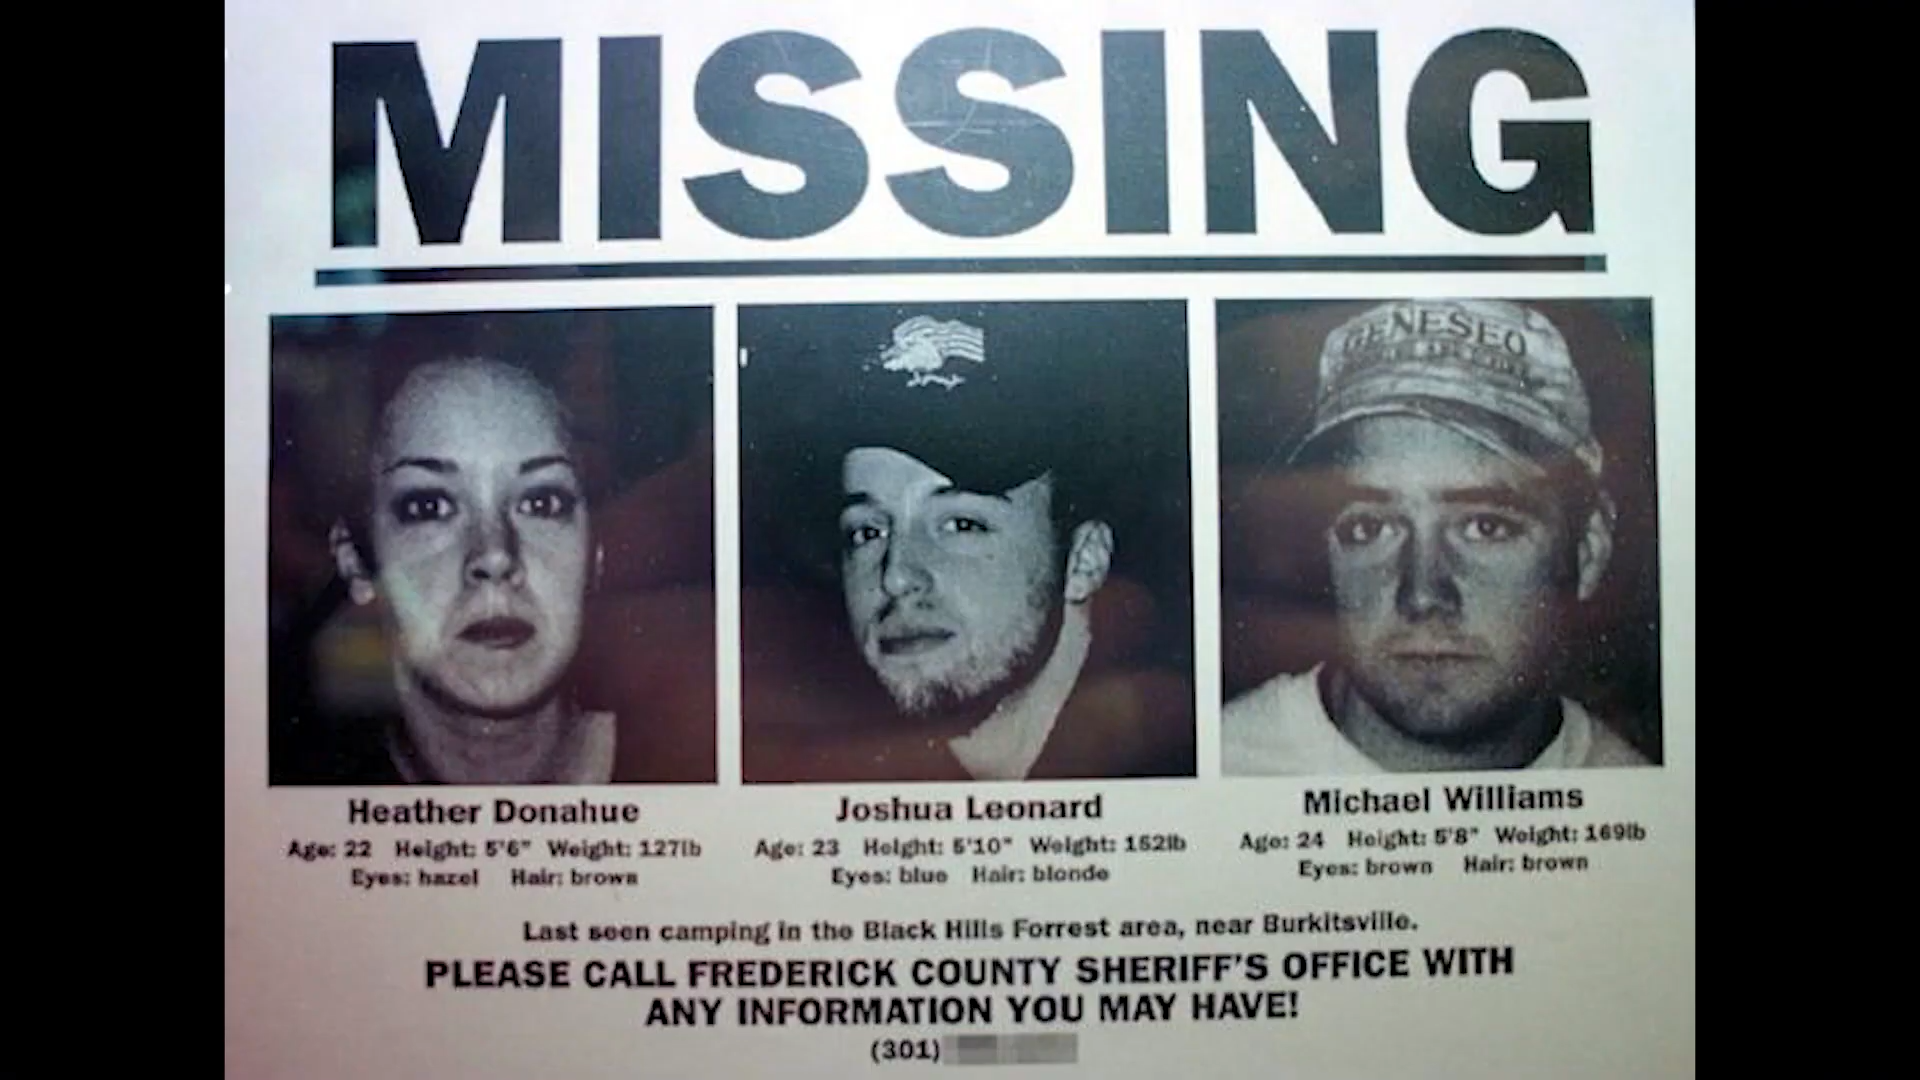 MISSING
GENESEO
Heather Donahue
Age: 22 Height: 5'6" Weight: 127lb
Eyes: hazel Hair: brown
Joshua Leonard
Age: 23 Height: 5'10" Weight: 152lb
Eyes: blue Hair: blonde
Michael Williams
Age: 24 Height: 5'8" Weight: 169lb
Eyes: brown Hair: brown
Last seen camping in the Black Hills Forrest area, near Burkitsville.
PLEASE CALL FREDERICK COUNTY SHERIFF'S OFFICE WITH
ANY INFORMATION YOU MAY HAVE!
(301)